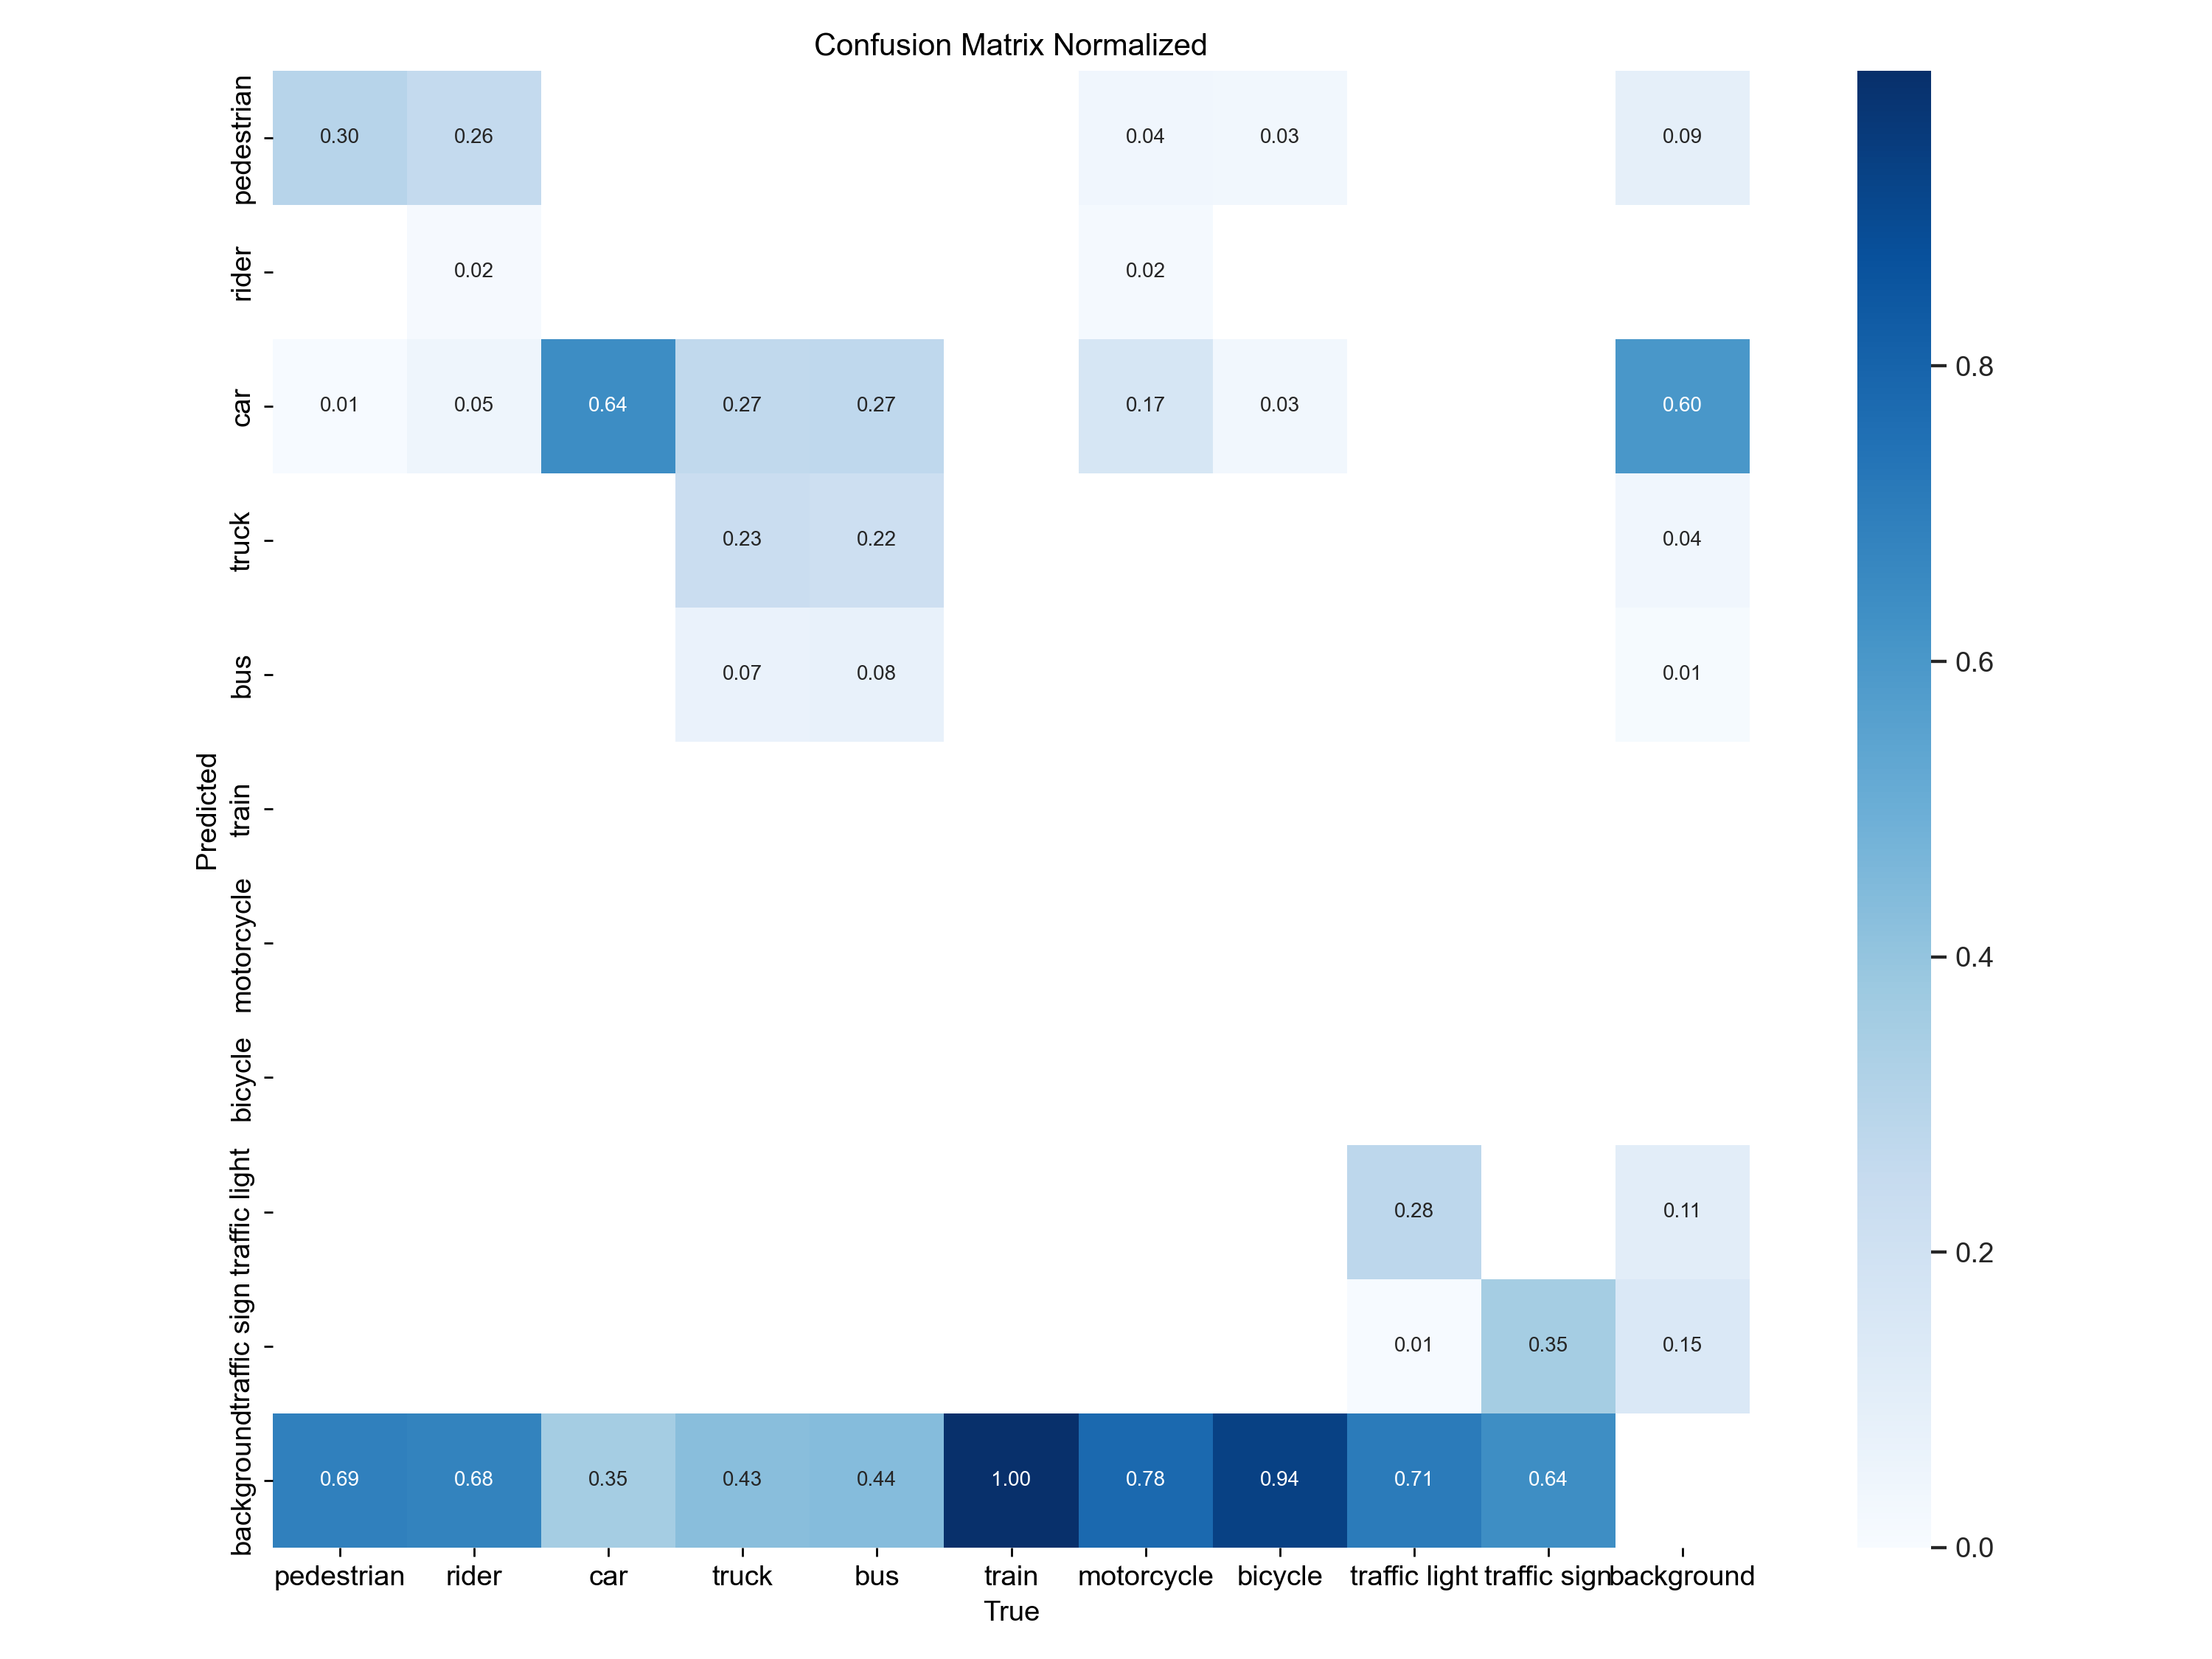 Confusion Matrix Normalized
pedestrian 0.30 0.26 0.04 0.03 0.09
rider 0.02 0.02
car 0.01 0.05 0.64 0.27 0.27 0.17 0.03 0.60
truck 0.23 0.22 0.04
bus 0.07 0.08 0.01
train
motorcycle
bicycle
traffic light 0.28 0.11
traffic sign 0.01 0.35 0.15
background 0.69 0.68 0.35 0.43 0.44 1.00 0.78 0.94 0.71 0.64
Predicted
pedestrian rider car truck bus train motorcycle bicycle traffic light traffic sign background
True
0.8
0.6
0.4
0.2
0.0